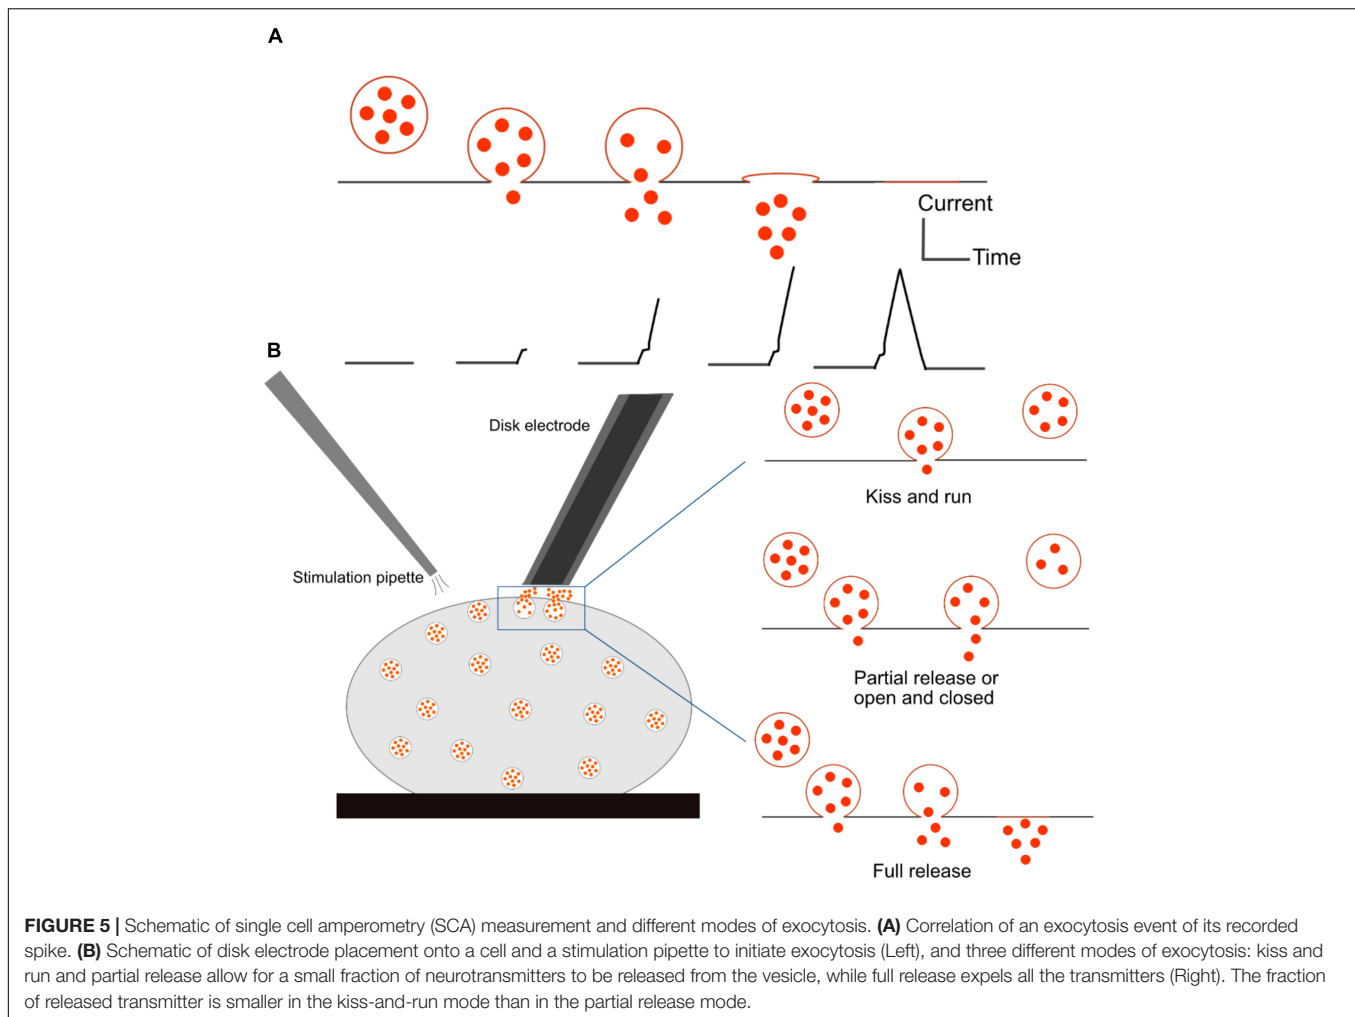 A
Current
Time
B
Disk electrode
Stimulation pipette
Kiss and run
Partial release or
open and closed
Full release
FIGURE 5 | Schematic of single cell amperometry (SCA) measurement and different modes of exocytosis. (A) Correlation of an exocytosis event of its recorded
spike. (B) Schematic of disk electrode placement onto a cell and a stimulation pipette to initiate exocytosis (Left), and three different modes of exocytosis: kiss and
run and partial release allow for a small fraction of neurotransmitters to be released from the vesicle, while full release expels all the transmitters (Right). The fraction
of released transmitter is smaller in the kiss-and-run mode than in the partial release mode.